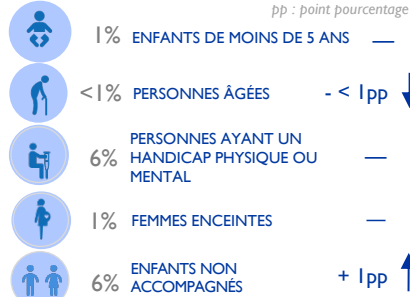 pp : point pourcentage
1% ENFANTS DE MOINS DE 5 ANS —
<1% PERSONNES ÂGÉES - < 1pp
PERSONNES AYANT UN
6% HANDICAP PHYSIQUE OU —
MENTAL
1% FEMMES ENCEINTES —
ENFANTS NON
6% ACCOMPAGNÉS + 1pp